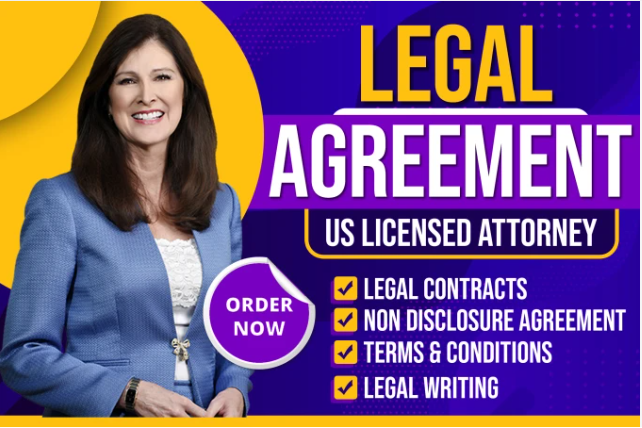 LEGAL
AGREEMENT
US LICENSED ATTORNEY
ORDER
NOW
LEGAL CONTRACTS
NON DISCLOSURE AGREEMENT
TERMS & CONDITIONS
LEGAL WRITING